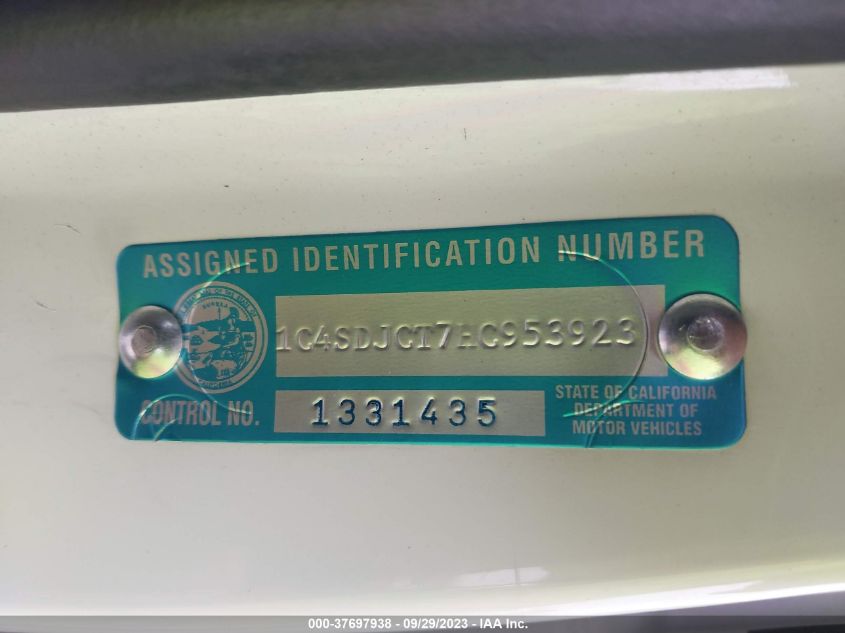 ASSIGNED IDENTIFICATION NUMBER
1C4SDJCT7HC953923
CONTROL NO. 1331435
STATE OF CALIFORNIA
DEPARTMENT OF
MOTOR VEHICLES
000-37697938 - 09/29/2023 - IAA Inc.